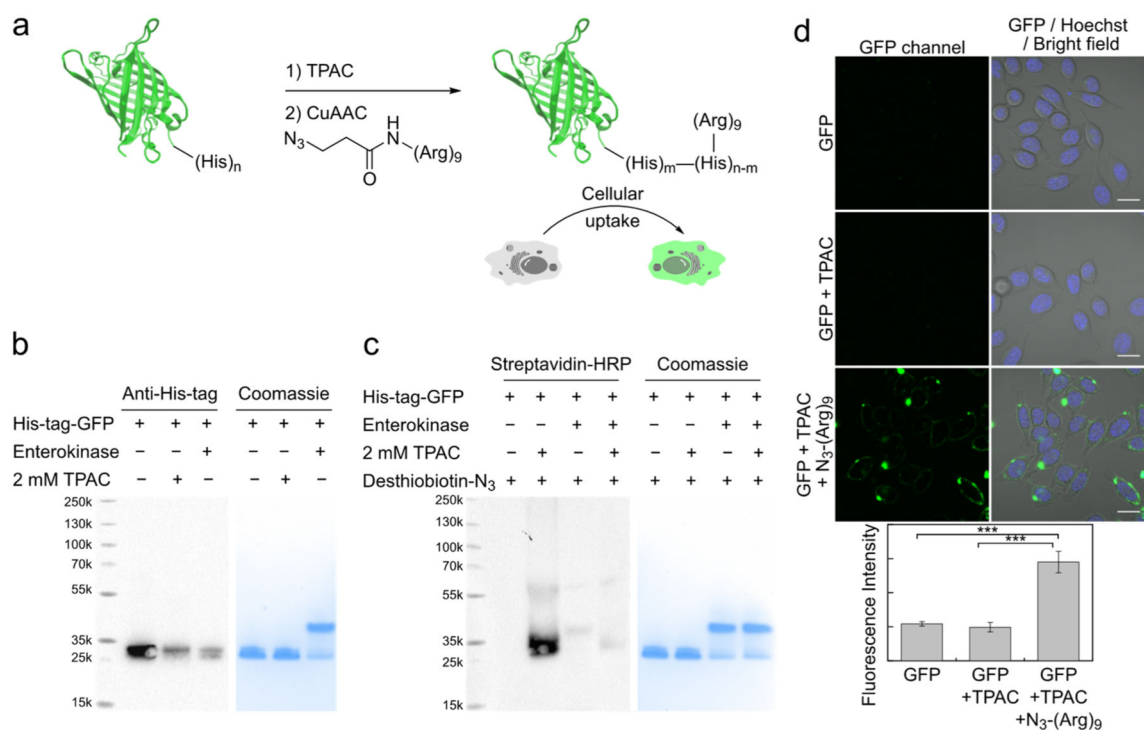 a
1) TPAC
2) CuAAC
N₃
H
N
(Arg)₉
O
(His)ₙ
(Arg)₉
(His)ₘ—(His)ₙ₋ₘ
Cellular
uptake
b
Anti-His-tag Coomassie
His-tag-GFP + + + + + +
Enterokinase – – + – – +
2 mM TPAC – + – – + –
250k
130k
100k
70k
55k
35k
25k
15k
c
Streptavidin-HRP Coomassie
His-tag-GFP + + + + + + + +
Enterokinase – – + + – – + +
2 mM TPAC – + – + – + – +
Desthiobiotin-N₃ + + + + + + + +
250k
130k
100k
70k
55k
35k
25k
15k
d
GFP channel
GFP / Hoechst
/ Bright field
GFP
GFP + TPAC
GFP + TPAC
+ N₃-(Arg)₉
***
***
Fluorescence Intensity
GFP
GFP
+TPAC
GFP
+TPAC
+N₃-(Arg)₉